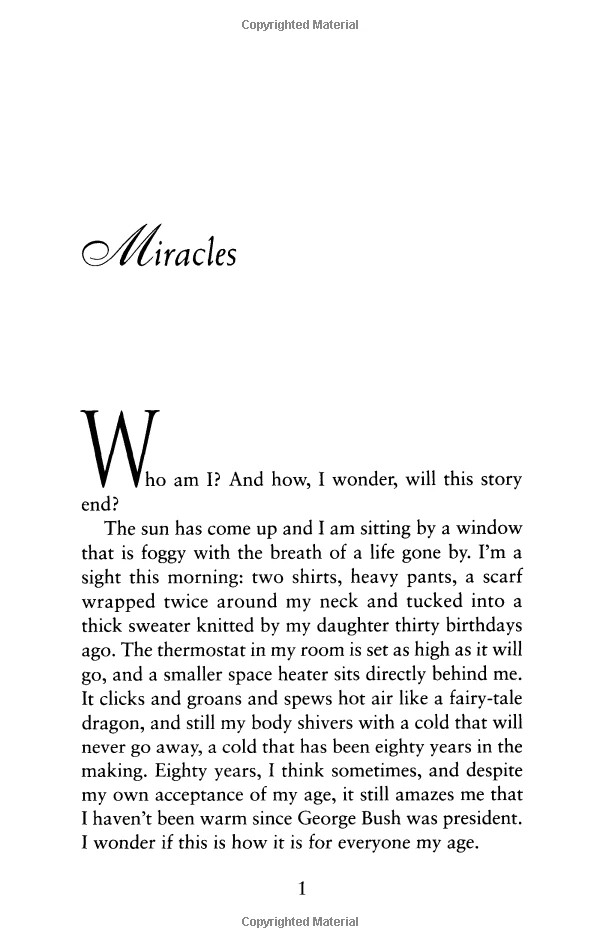 Copyrighted Material
Miracles
Who am I? And how, I wonder, will this story
end?
The sun has come up and I am sitting by a window
that is foggy with the breath of a life gone by. I'm a
sight this morning: two shirts, heavy pants, a scarf
wrapped twice around my neck and tucked into a
thick sweater knitted by my daughter thirty birthdays
ago. The thermostat in my room is set as high as it will
go, and a smaller space heater sits directly behind me.
It clicks and groans and spews hot air like a fairy-tale
dragon, and still my body shivers with a cold that will
never go away, a cold that has been eighty years in the
making. Eighty years, I think sometimes, and despite
my own acceptance of my age, it still amazes me that
I haven't been warm since George Bush was president.
I wonder if this is how it is for everyone my age.
1
Copyrighted Material